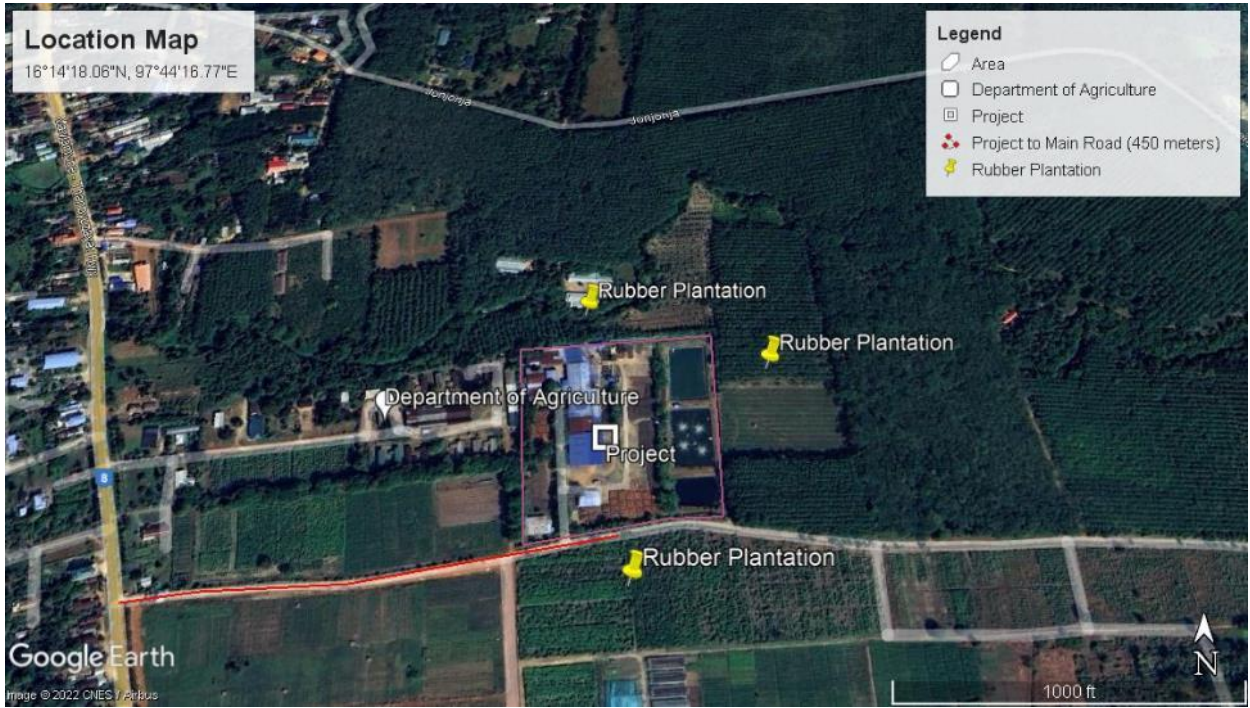 Location Map
16°14'18.06"N, 97°44'16.77"E
Legend
Area
Department of Agriculture
Project
Project to Main Road (450 meters)
Rubber Plantation
Junjonja
Junjonja
Rubber Plantation
Rubber Plantation
Department of Agriculture
Project
8
Rubber Plantation
Google Earth
Image © 2022 CNES / Airbus
N
1000 ft